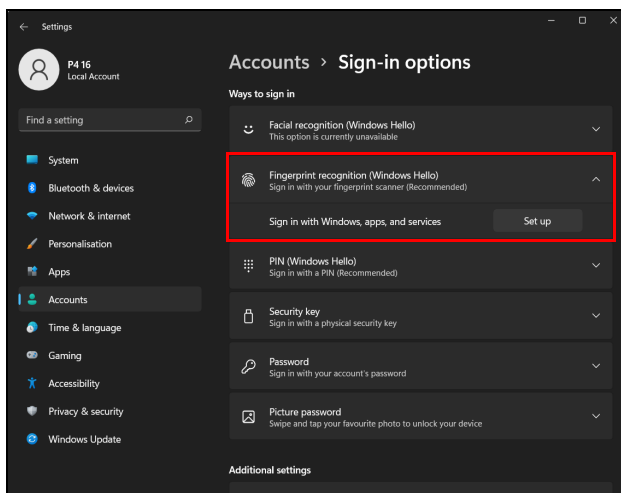 Settings
P4 16
Local Account
Find a setting
System
Bluetooth & devices
Network & internet
Personalisation
Apps
Accounts
Time & language
Gaming
Accessibility
Privacy & security
Windows Update
Accounts > Sign-in options
Ways to sign in
Facial recognition (Windows Hello)
This option is currently unavailable
Fingerprint recognition (Windows Hello)
Sign in with your fingerprint scanner (Recommended)
Sign in with Windows, apps, and services
Set up
PIN (Windows Hello)
Sign in with a PIN (Recommended)
Security key
Sign in with a physical security key
Password
Sign in with your account's password
Picture password
Swipe and tap your favourite photo to unlock your device
Additional settings